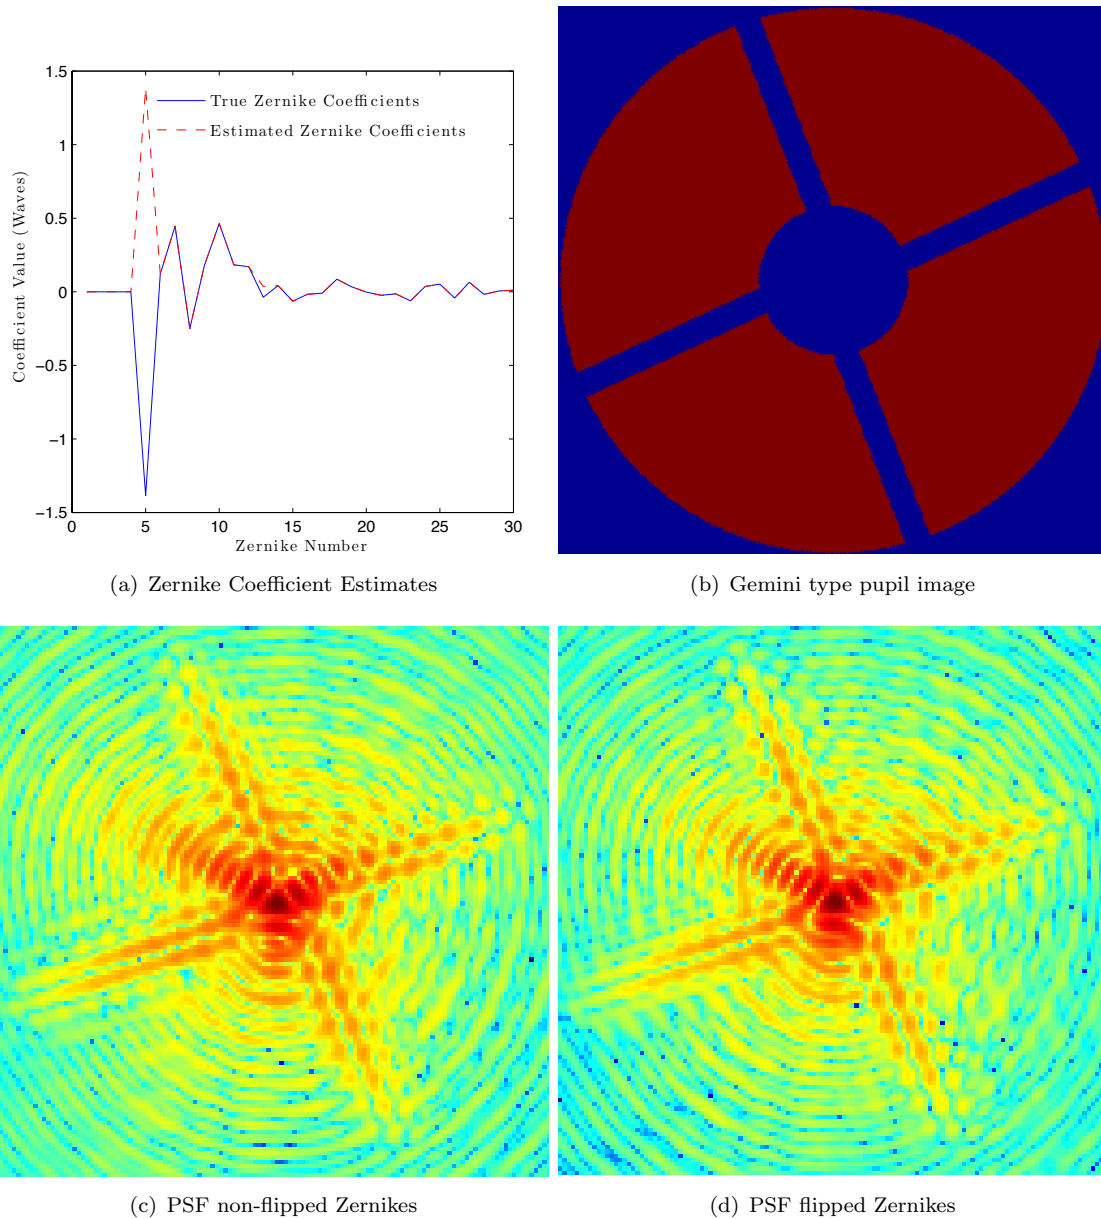 1.5
1
0.5
0
−0.5
−1
−1.5
0 5 10 15 20 25 30
Coefficient Value (Waves)
Zernike Number
True Zernike Coefficients
Estimated Zernike Coefficients
(a) Zernike Coefficient Estimates
(b) Gemini type pupil image
(c) PSF non-flipped Zernikes
(d) PSF flipped Zernikes